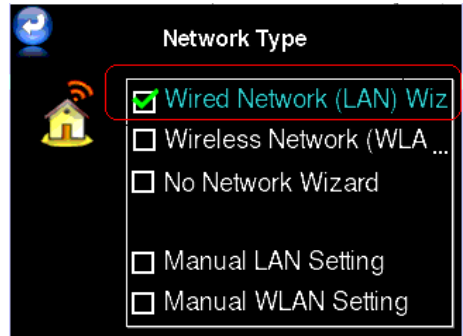 Network Type
Wired Network (LAN) Wiz
Wireless Network (WLA ...
No Network Wizard
Manual LAN Setting
Manual WLAN Setting